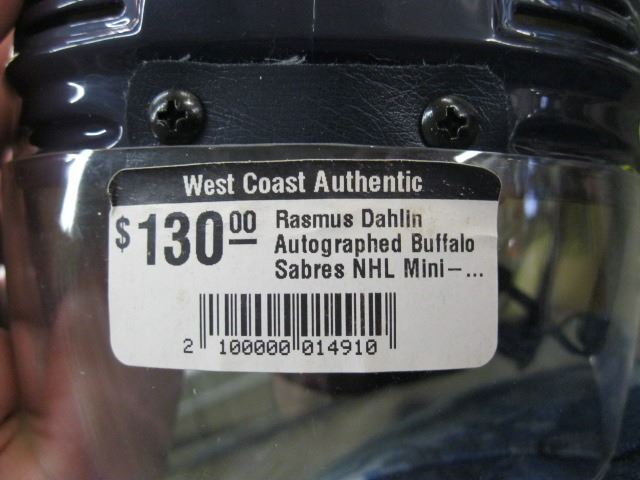 West Coast Authentic
$130.00 Rasmus Dahlin
Autographed Buffalo
Sabres NHL Mini-...
2 100000 014910